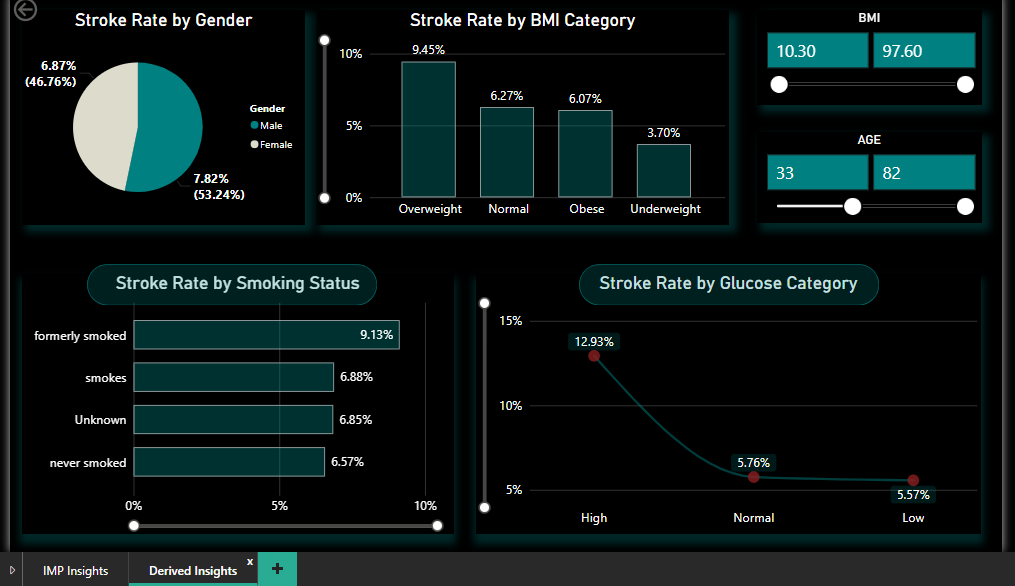 Stroke Rate by Gender
6.87%
(46.76%)
Gender
Male
Female
7.82%
(53.24%)
Stroke Rate by BMI Category
10%
5%
0%
9.45%
6.27%
6.07%
3.70%
Overweight
Normal
Obese
Underweight
BMI
10.30
97.60
AGE
33
82
Stroke Rate by Smoking Status
formerly smoked
9.13%
smokes
6.88%
Unknown
6.85%
never smoked
6.57%
0%
5%
10%
Stroke Rate by Glucose Category
15%
10%
5%
12.93%
5.76%
5.57%
High
Normal
Low
IMP Insights
Derived Insights
x
+